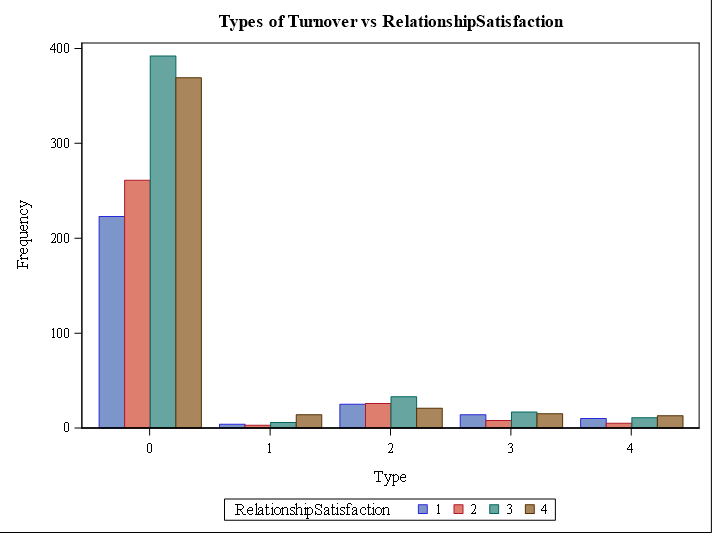 Types of Turnover vs RelationshipSatisfaction
400
300
200
100
0
Frequency
0 1 2 3 4
Type
RelationshipSatisfaction 1 2 3 4